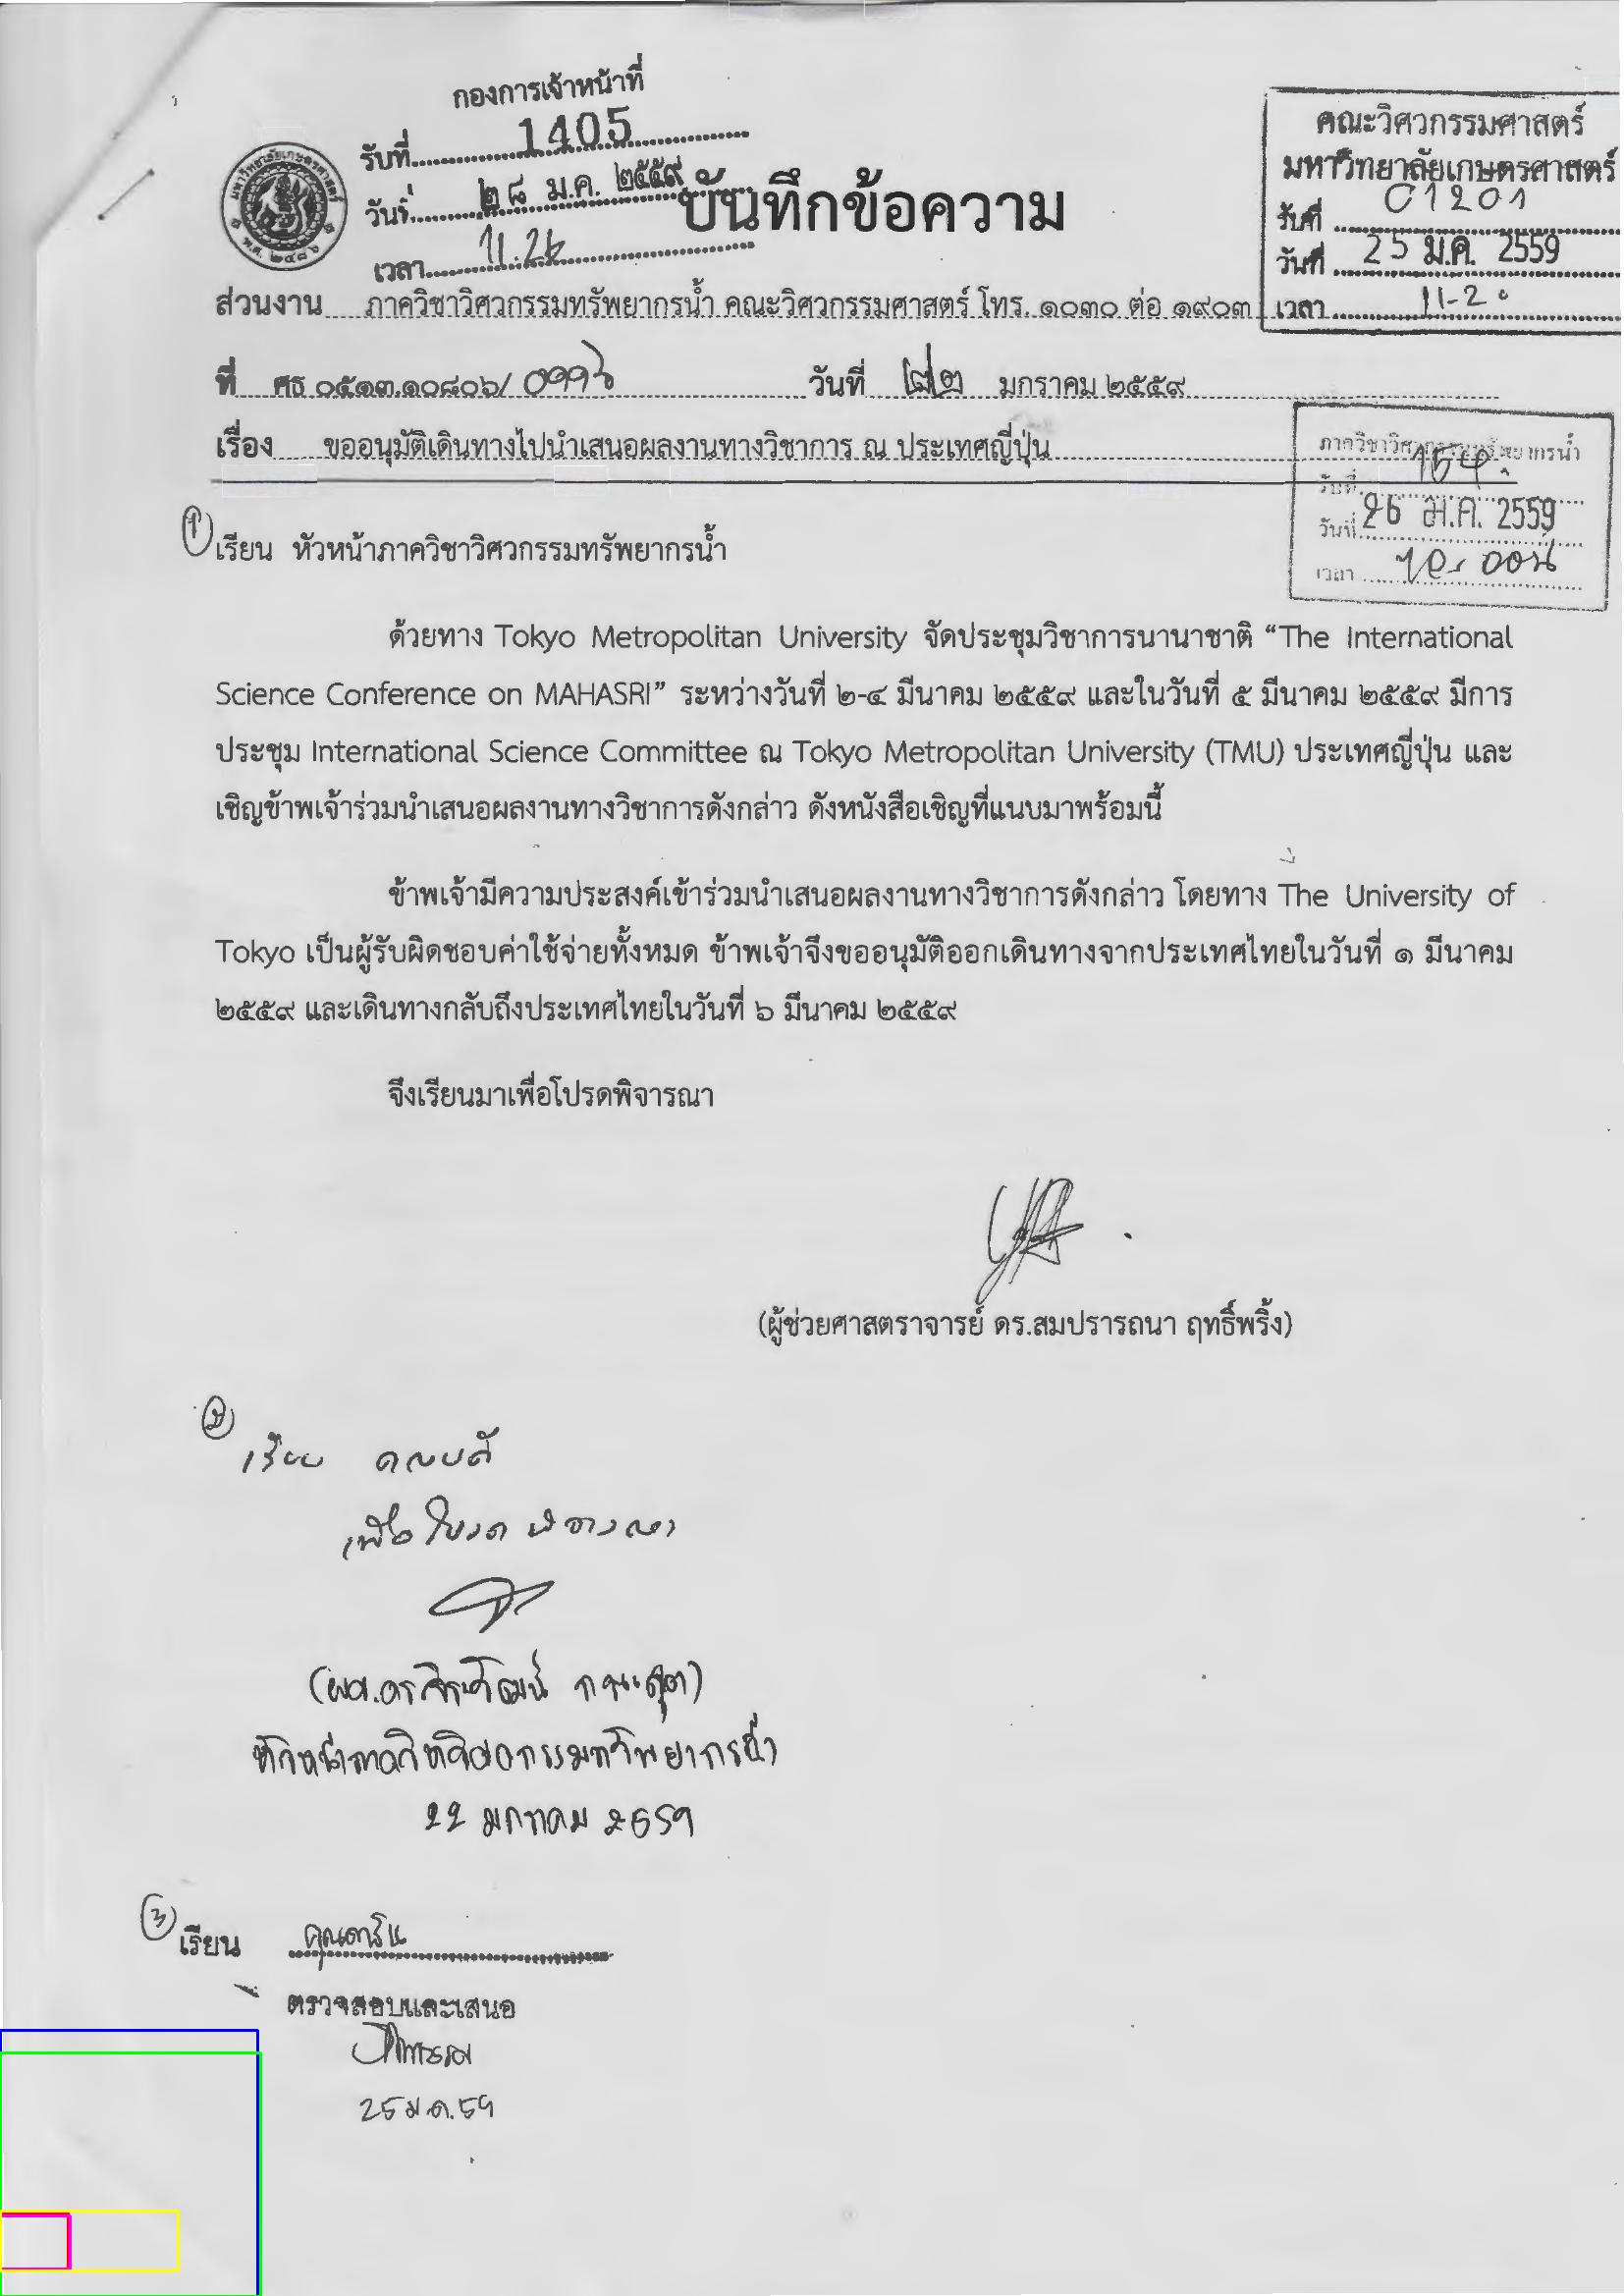 กองการเจ้าหน้าที่
รับที่ 1405
วันที่ ๒๘ ม.ค. ๒๕๕๙
เวลา 11.26
บันทึกข้อความ
คณะวิศวกรรมศาสตร์
มหาวิทยาลัยเกษตรศาสตร์
รับที่ 01201
วันที่ 25 ม.ค. 2559
เวลา 11-20
ส่วนงาน ภาควิชาวิศวกรรมทรัพยากรน้ำ คณะวิศวกรรมศาสตร์ โทร. ๑๐๓๐ ต่อ ๑๙๐๓
ที่ ศธ ๐๕๑๓.๑๐๘๐๖/ วันที่ ๒๒ มกราคม ๒๕๕๙
เรื่อง ขออนุมัติเดินทางไปนำเสนอผลงานทางวิชาการ ณ ประเทศญี่ปุ่น
ภาควิชาวิศวกรรมทรัพยากรน้ำ
รับที่
วันที่ 26 ม.ค. 2559
เวลา
1 เรียน หัวหน้าภาควิชาวิศวกรรมทรัพยากรน้ำ
ด้วยทาง Tokyo Metropolitan University จัดประชุมวิชาการนานาชาติ “The International
Science Conference on MAHASRI” ระหว่างวันที่ ๒-๔ มีนาคม ๒๕๕๙ และในวันที่ ๕ มีนาคม ๒๕๕๙ มีการ
ประชุม International Science Committee ณ Tokyo Metropolitan University (TMU) ประเทศญี่ปุ่น และ
เชิญข้าพเจ้าร่วมนำเสนอผลงานทางวิชาการดังกล่าว ดังหนังสือเชิญที่แนบมาพร้อมนี้
ข้าพเจ้ามีความประสงค์เข้าร่วมนำเสนอผลงานทางวิชาการดังกล่าว โดยทาง The University of
Tokyo เป็นผู้รับผิดชอบค่าใช้จ่ายทั้งหมด ข้าพเจ้าจึงขออนุมัติออกเดินทางจากประเทศไทยในวันที่ ๑ มีนาคม
๒๕๕๙ และเดินทางกลับถึงประเทศไทยในวันที่ ๖ มีนาคม ๒๕๕๙
จึงเรียนมาเพื่อโปรดพิจารณา
(ผู้ช่วยศาสตราจารย์ ดร.สมปรารถนา ฤทธิ์พริ้ง)
2 เรียน คณบดี
เพื่อโปรดพิจารณา
หัวหน้าภาควิชาวิศวกรรมทรัพยากรน้ำ
22 มกราคม 2559
3 เรียน
ตรวจสอบและเสนอ
25 ม.ค. 59